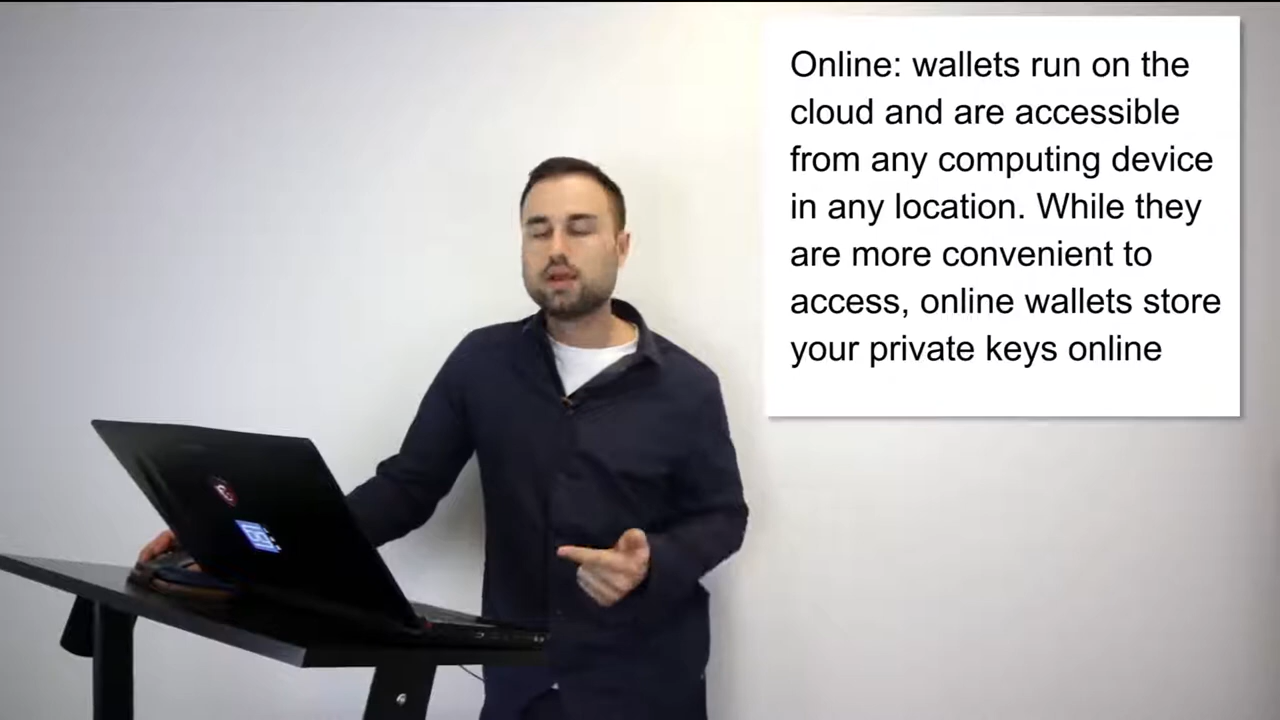 Online: wallets run on the
cloud and are accessible
from any computing device
in any location. While they
are more convenient to
access, online wallets store
your private keys online